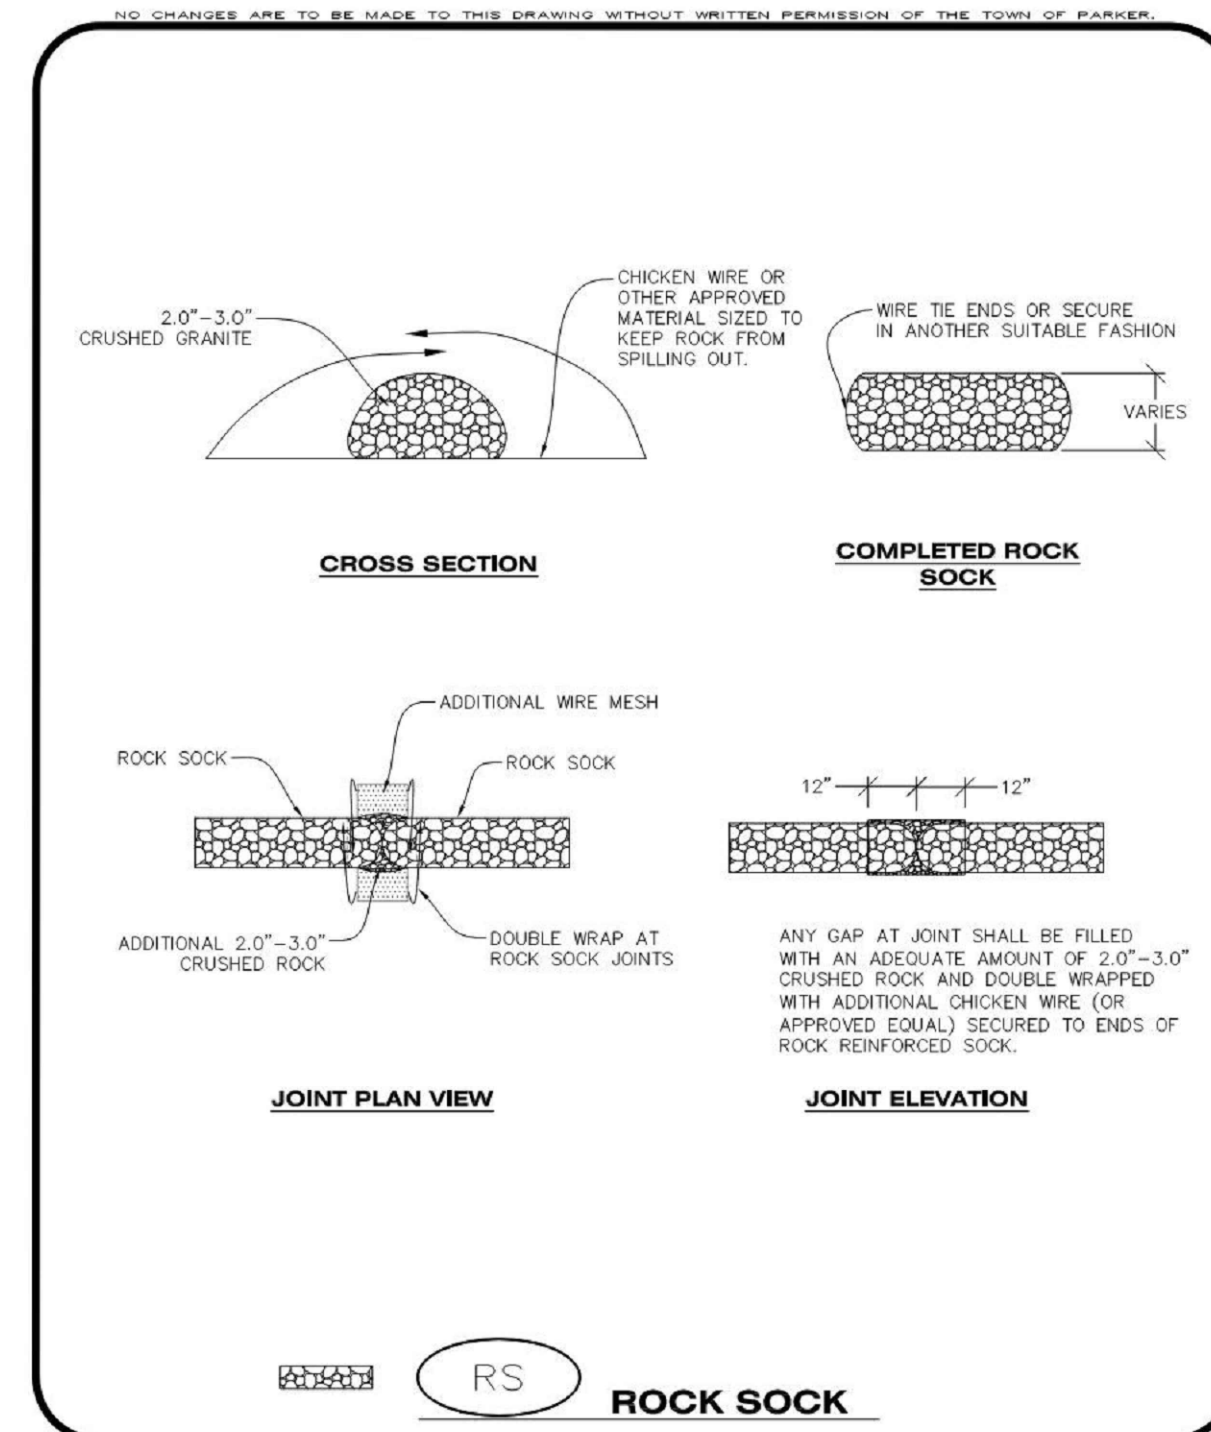 NO CHANGES ARE TO BE MADE TO THIS DRAWING WITHOUT WRITTEN PERMISSION OF THE TOWN OF PARKER.
2.0"-3.0"
CRUSHED GRANITE
CHICKEN WIRE OR
OTHER APPROVED
MATERIAL SIZED TO
KEEP ROCK FROM
SPILLING OUT.
WIRE TIE ENDS OR SECURE
IN ANOTHER SUITABLE FASHION
VARIES
CROSS SECTION
COMPLETED ROCK
SOCK
ADDITIONAL WIRE MESH
ROCK SOCK
ROCK SOCK
ADDITIONAL 2.0"-3.0"
CRUSHED ROCK
DOUBLE WRAP AT
ROCK SOCK JOINTS
JOINT PLAN VIEW
12"
12"
ANY GAP AT JOINT SHALL BE FILLED
WITH AN ADEQUATE AMOUNT OF 2.0"-3.0"
CRUSHED ROCK AND DOUBLE WRAPPED
WITH ADDITIONAL CHICKEN WIRE (OR
APPROVED EQUAL) SECURED TO ENDS OF
ROCK REINFORCED SOCK.
JOINT ELEVATION
RS
ROCK SOCK